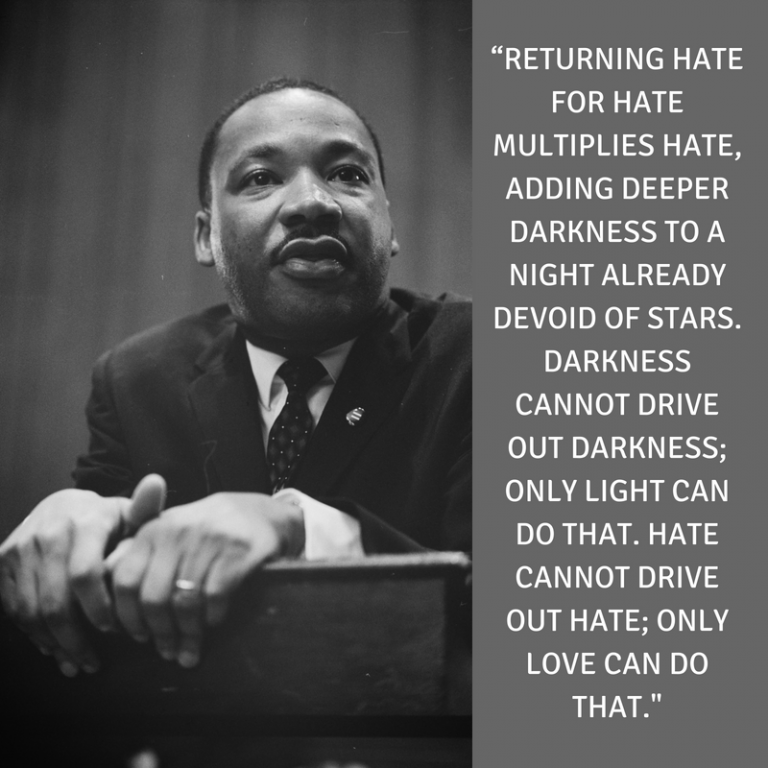 “RETURNING HATE
FOR HATE
MULTIPLIES HATE,
ADDING DEEPER
DARKNESS TO A
NIGHT ALREADY
DEVOID OF STARS.
DARKNESS
CANNOT DRIVE
OUT DARKNESS;
ONLY LIGHT CAN
DO THAT. HATE
CANNOT DRIVE
OUT HATE; ONLY
LOVE CAN DO
THAT."